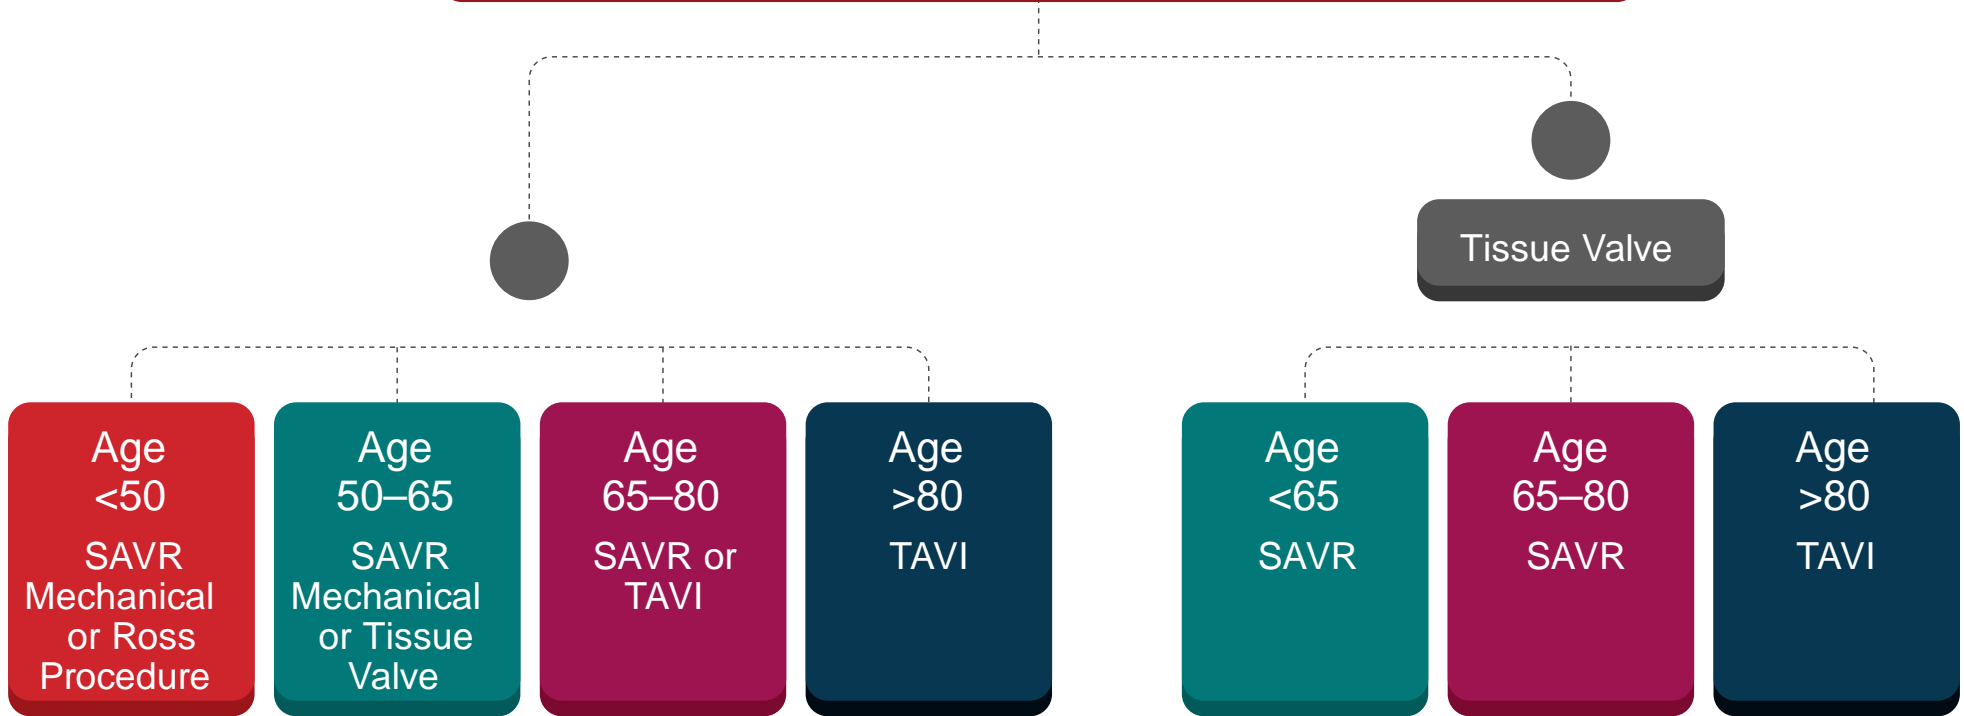 Tissue Valve
Age
<50
SAVR
Mechanical
or Ross
Procedure
Age
50–65
SAVR
Mechanical
or Tissue
Valve
Age
65–80
SAVR or
TAVI
Age
>80
TAVI
Age
<65
SAVR
Age
65–80
SAVR
Age
>80
TAVI